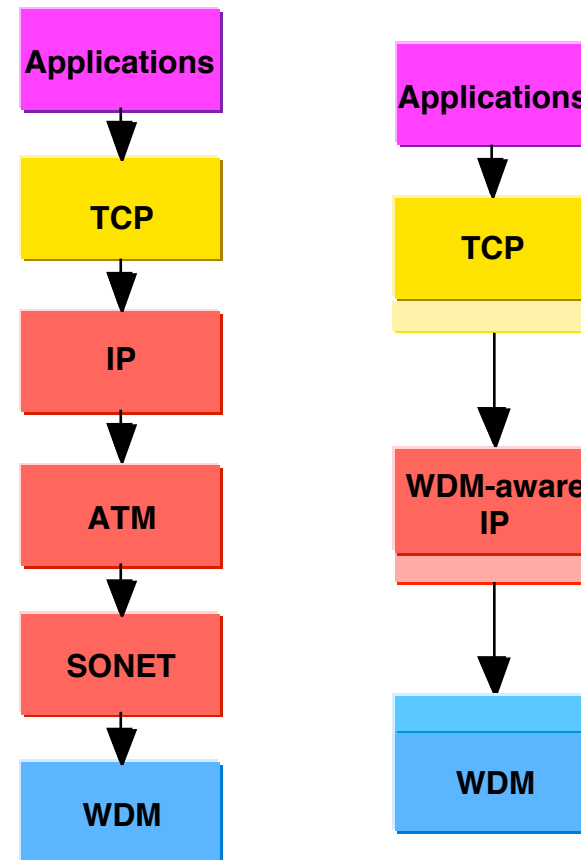 Applications
TCP
IP
ATM
SONET
WDM
Applications
TCP
WDM-aware
IP
WDM